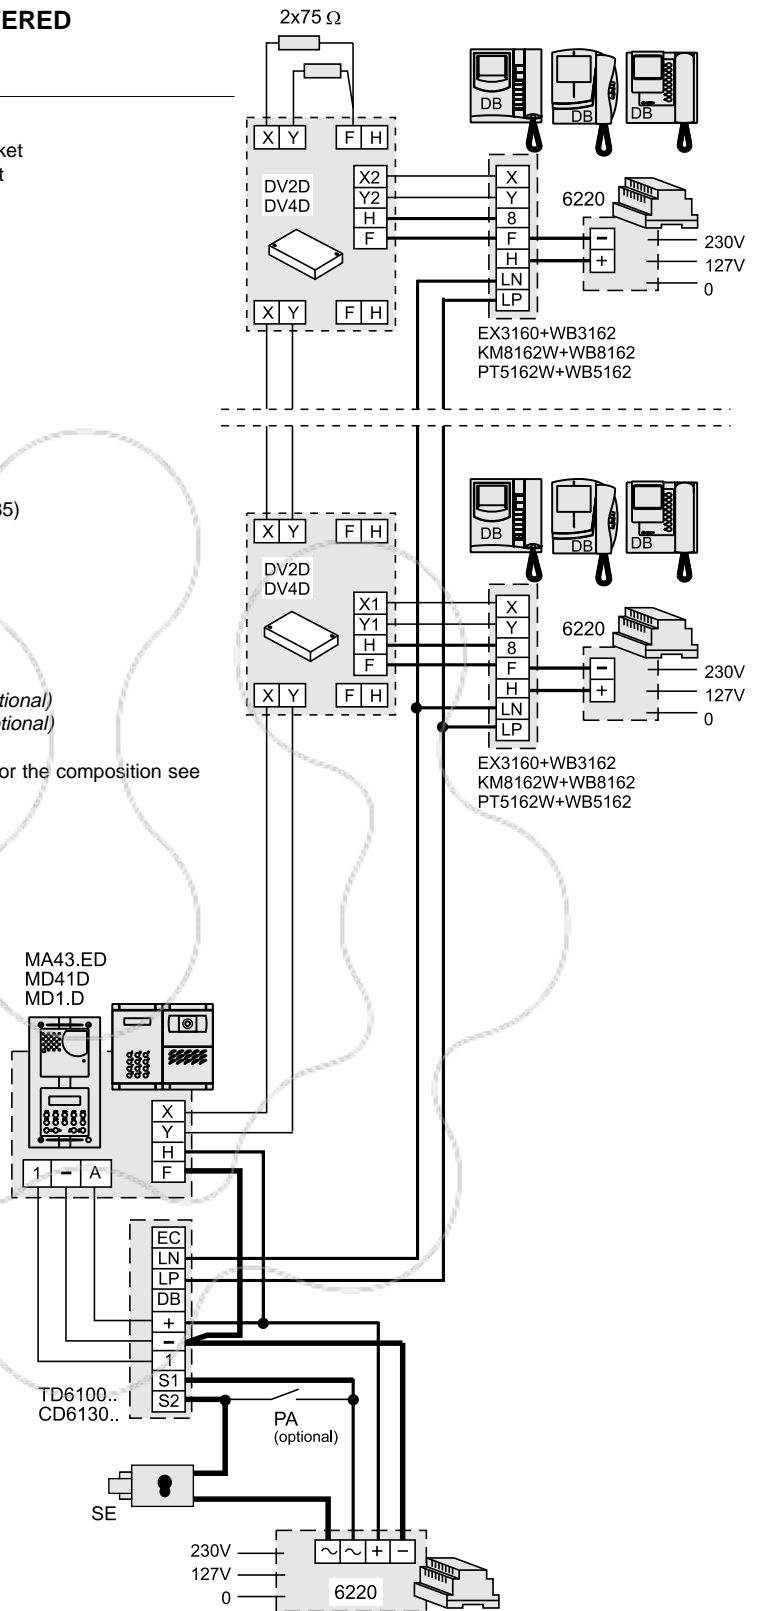 TERED
2x75 Ω
DB DB DB
X Y F H
ket
t
DV2D
DV4D
X2
Y2
H
F
X
Y
8
F
H
LN
LP
6220
−
+
230V
127V
0
X Y F H
EX3160+WB3162
KM8162W+WB8162
PT5162W+WB5162
35)
DB DB DB
X Y F H
DV2D
DV4D
X1
Y1
H
F
X
Y
8
F
H
LN
LP
6220
−
+
230V
127V
0
X Y F H
tional)
otional)
or the composition see
EX3160+WB3162
KM8162W+WB8162
PT5162W+WB5162
MA43.ED
MD41D
MD1.D
X
Y
H
F
1 − A
EC
LN
LP
DB
+
−
1
S1
S2
TD6100..
CD6130..
PA
(optional)
SE
230V
127V
0
~ ~ + −
6220